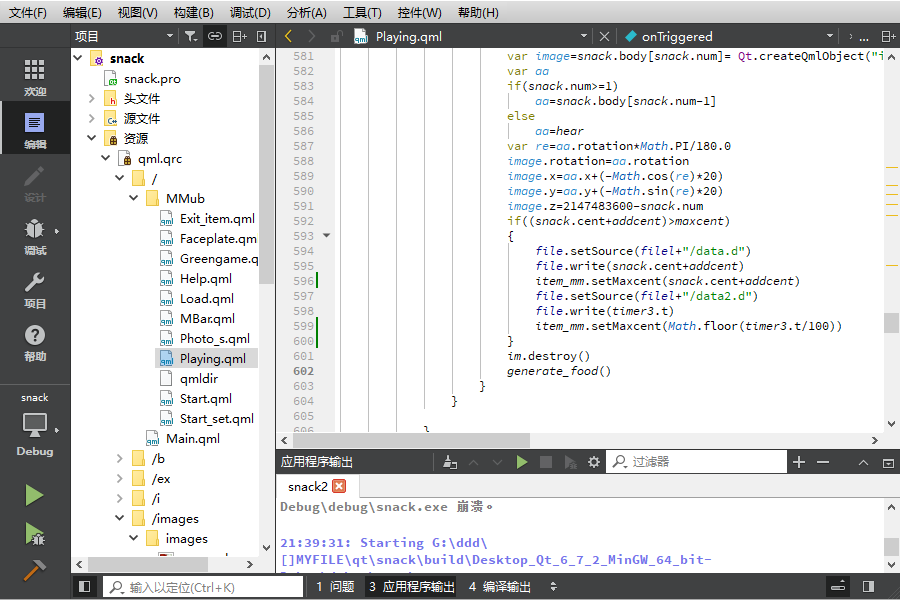 文件(F) 编辑(E) 视图(V) 构建(B) 调试(D) 分析(A) 工具(T) 控件(W) 帮助(H)
项目
Playing.qml
onTriggered
...
欢迎
编辑
设计
调试
项目
帮助
snack
Debug
snack
snack.pro
头文件
源文件
资源
qml.qrc
/
MMub
Exit_item.qml
Faceplate.qm
Greengame.q
Help.qml
Load.qml
MBar.qml
Photo_s.qml
Playing.qml
qmldir
Start.qml
Start_set.qml
Main.qml
/b
/ex
/i
/images
images
581 var image=snack.body[snack.num]= Qt.createQmlObject("i
582 var aa
583 if(snack.num>=1)
584 aa=snack.body[snack.num-1]
585 else
586 aa=hear
587 var re=aa.rotation*Math.PI/180.0
588 image.rotation=aa.rotation
589 image.x=aa.x+(-Math.cos(re)*20)
590 image.y=aa.y+(-Math.sin(re)*20)
591 image.z=2147483600-snack.num
592 if((snack.cent+addcent)>maxcent)
593 {
594 file.setSource(filel+"/data.d")
595 file.write(snack.cent+addcent)
596 item_mm.setMaxcent(snack.cent+addcent)
597 file.setSource(filel+"/data2.d")
598 file.write(timer3.t)
599 item_mm.setMaxcent(Math.floor(timer3.t/100))
600 }
601 im.destroy()
602 generate_food()
603 }
604 }
605
606 }
应用程序输出
过滤器
snack2
Debug\debug\snack.exe 崩溃。
21:39:31: Starting G:\ddd\
[]MYFILE\qt\snack\build\Desktop_Qt_6_7_2_MinGW_64_bit-
输入以定位(Ctrl+K)
1 问题 3 应用程序输出 4 编译输出